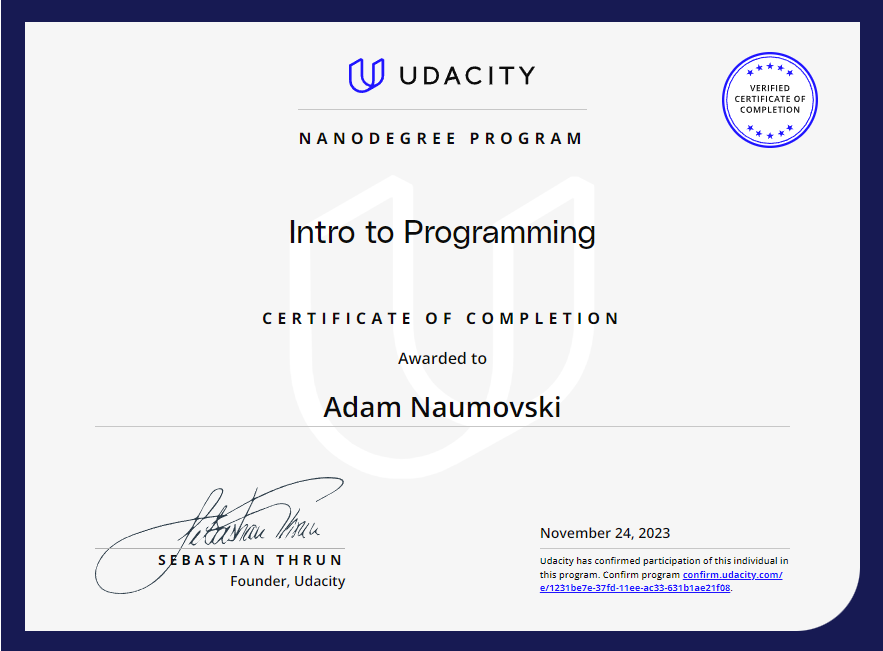 UDACITY
VERIFIED
CERTIFICATE OF
COMPLETION
NANODEGREE PROGRAM
Intro to Programming
CERTIFICATE OF COMPLETION
Awarded to
Adam Naumovski
Sebastian Thrun
SEBASTIAN THRUN
Founder, Udacity
November 24, 2023
Udacity has confirmed participation of this individual in
this program. Confirm program confirm.udacity.com/
e/1231be7e-37fd-11ee-ac33-631b1ae21f08.